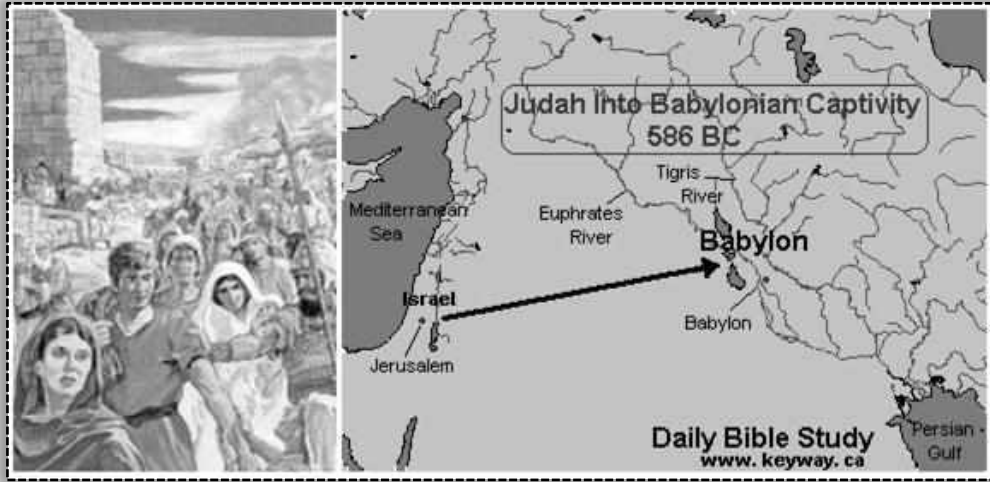 Judah Into Babylonian Captivity
586 BC
Tigris
River
Mediterranean
Sea
Euphrates
River
Babylon
Israel
Babylon
Jerusalem
Daily Bible Study
www.keyway.ca
Persian
Gulf